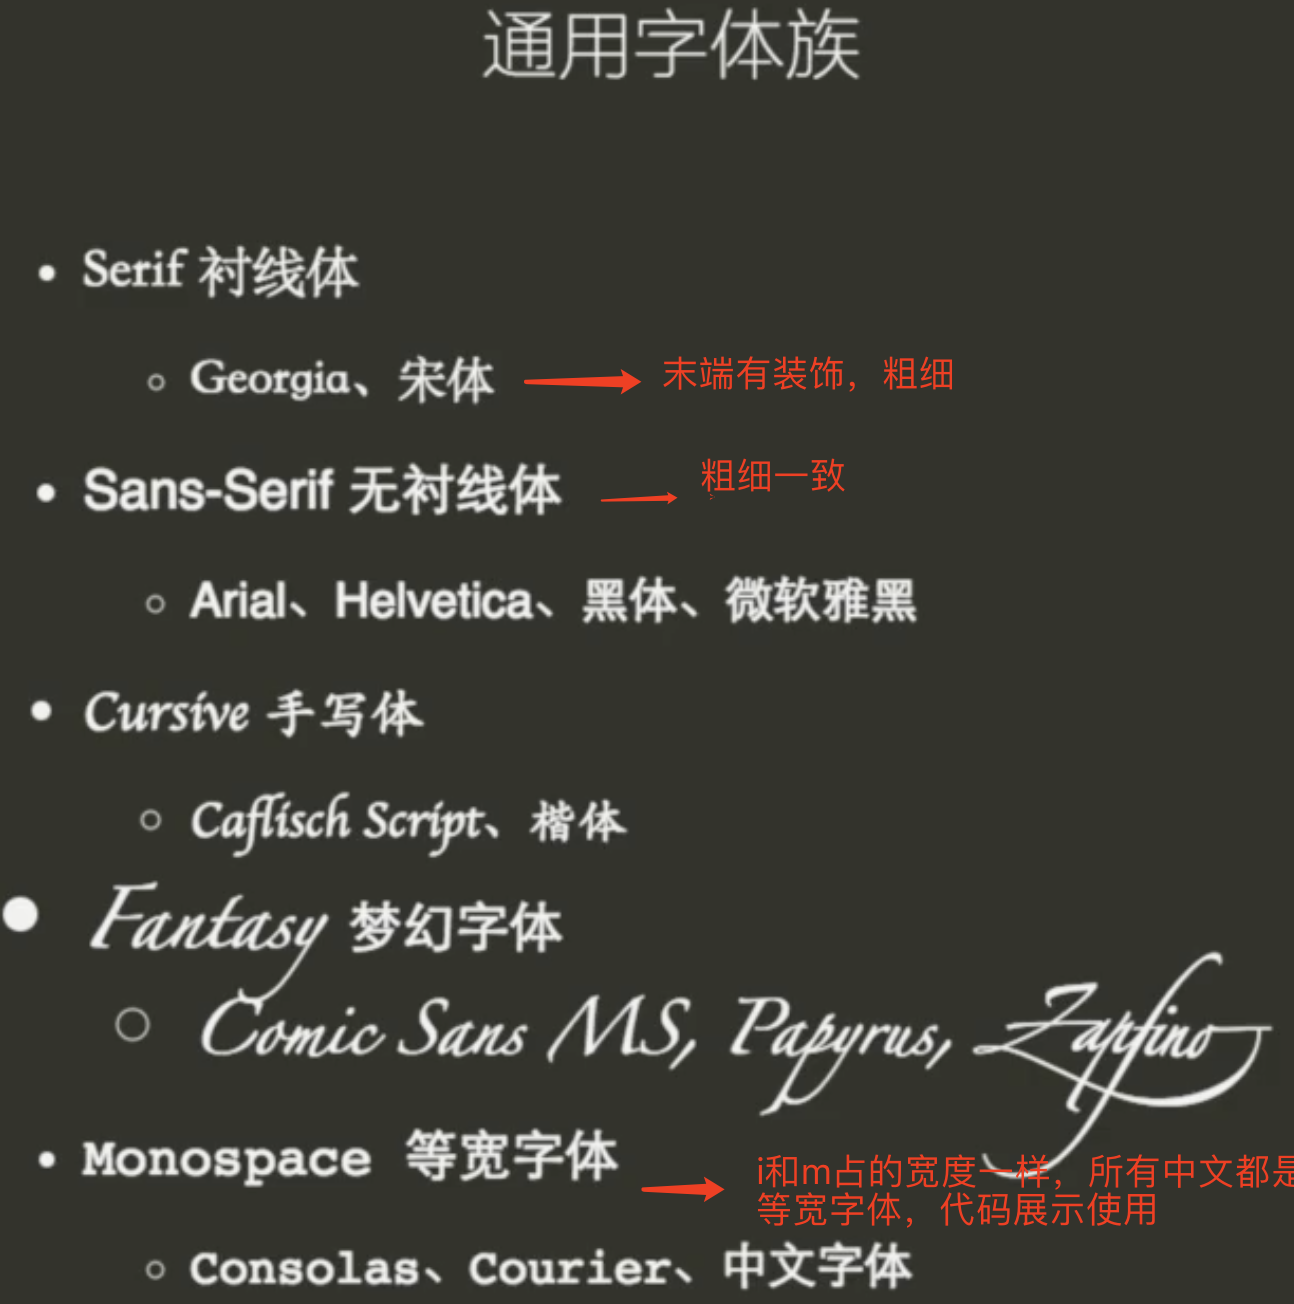 通用字体族
Serif 衬线体
Georgia、宋体
末端有装饰，粗细
Sans-Serif 无衬线体
粗细一致
Arial、Helvetica、黑体、微软雅黑
Cursive 手写体
Caflisch Script、楷体
Fantasy 梦幻字体
Comic Sans MS, Papyrus, Zapfino
Monospace 等宽字体
i和m占的宽度一样，所有中文都是
等宽字体，代码展示使用
Consolas、Courier、中文字体